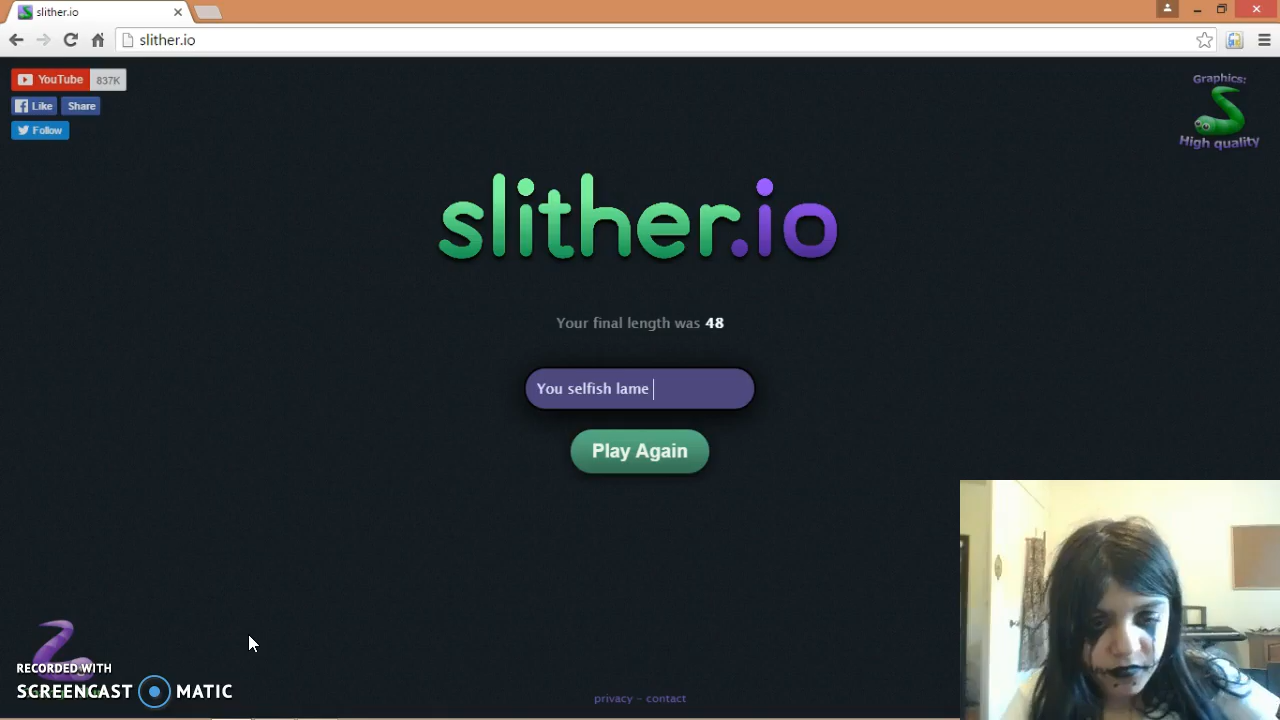 slither.io
slither.io
YouTube 837K
Like Share
Follow
Graphics:
High quality
slither.io
Your final length was 48
You selfish lame
Play Again
RECORDED WITH
SCREENCAST MATIC
privacy - contact